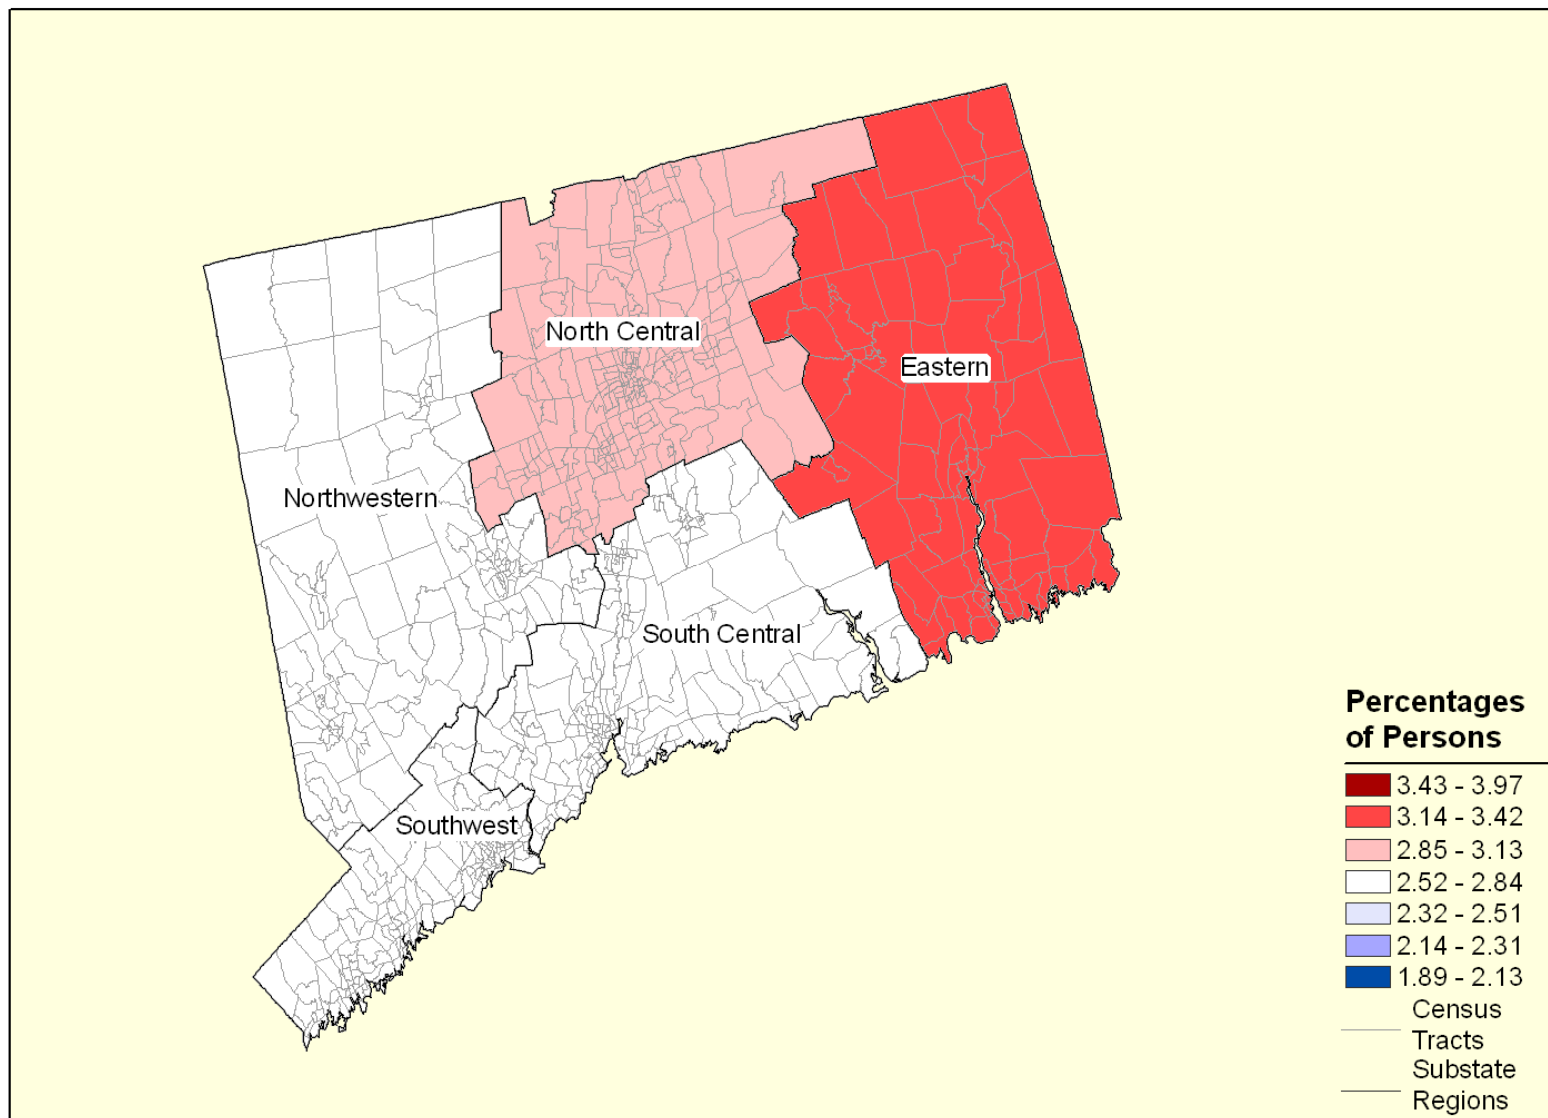 North Central
Eastern
Northwestern
South Central
Southwest
Percentages
of Persons
3.43 - 3.97
3.14 - 3.42
2.85 - 3.13
2.52 - 2.84
2.32 - 2.51
2.14 - 2.31
1.89 - 2.13
Census
Tracts
Substate
Regions